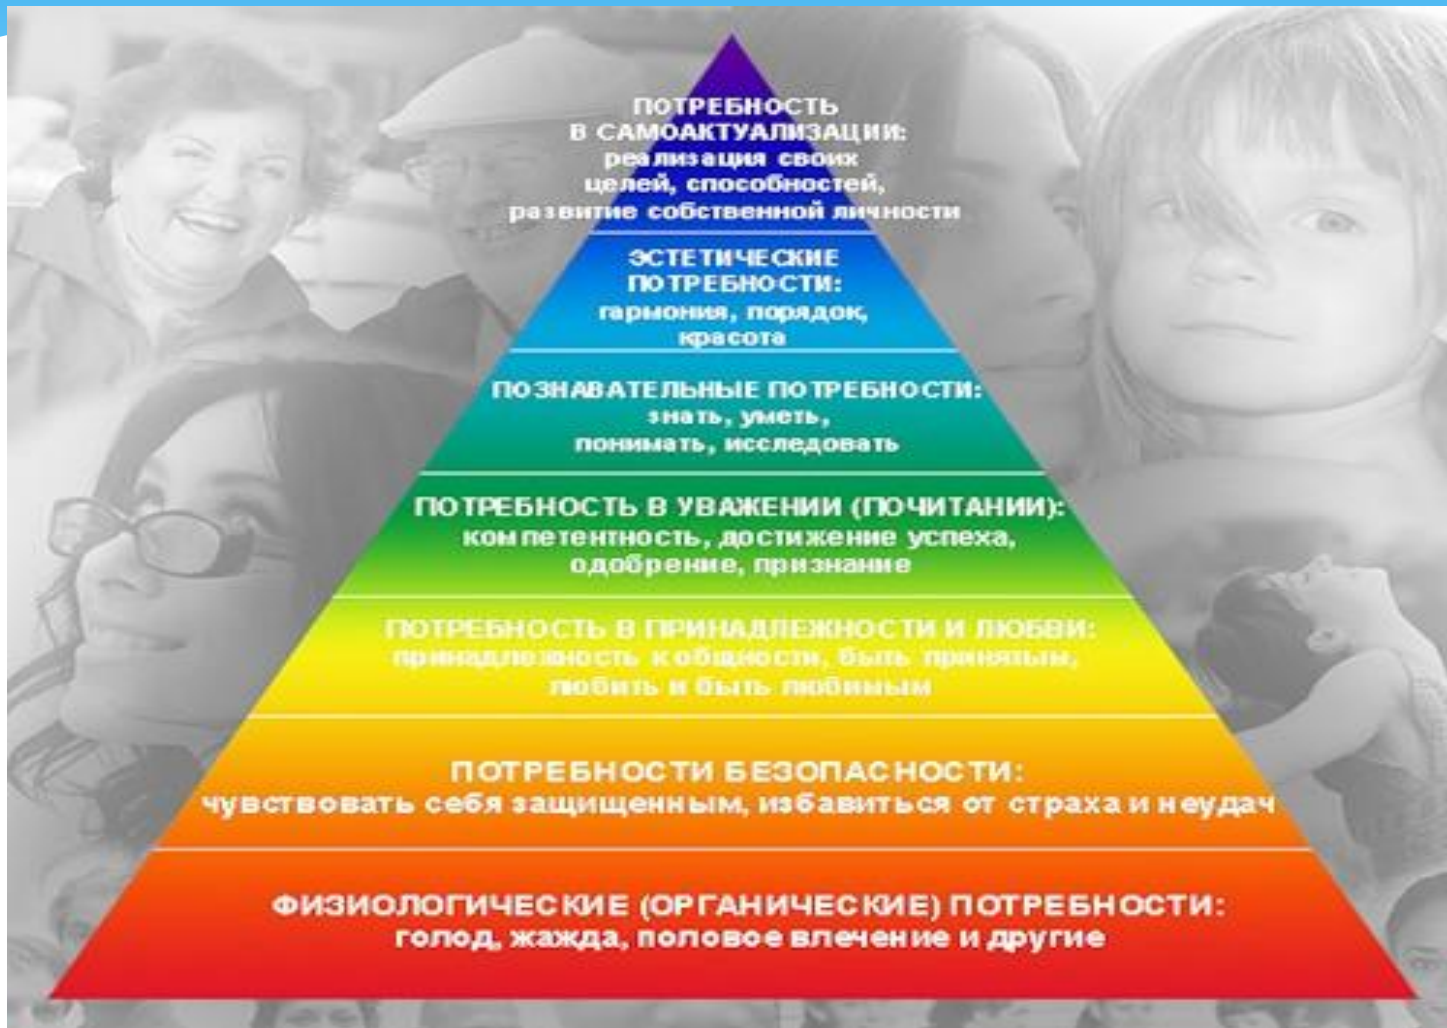 ПОТРЕБНОСТЬ
В САМОАКТУАЛИЗАЦИИ:
реализация своих
целей, способностей,
развитие собственной личности
ЭСТЕТИЧЕСКИЕ
ПОТРЕБНОСТИ:
гармония, порядок,
красота
ПОЗНАВАТЕЛЬНЫЕ ПОТРЕБНОСТИ:
знать, уметь,
понимать, исследовать
ПОТРЕБНОСТЬ В УВАЖЕНИИ (ПОЧИТАНИИ):
компетентность, достижение успеха,
одобрение, признание
ПОТРЕБНОСТЬ В ПРИНАДЛЕЖНОСТИ И ЛЮБВИ:
принадлежность к общности, быть принятым,
любить и быть любимым
ПОТРЕБНОСТИ БЕЗОПАСНОСТИ:
чувствовать себя защищенным, избавиться от страха и неудач
ФИЗИОЛОГИЧЕСКИЕ (ОРГАНИЧЕСКИЕ) ПОТРЕБНОСТИ:
голод, жажда, половое влечение и другие